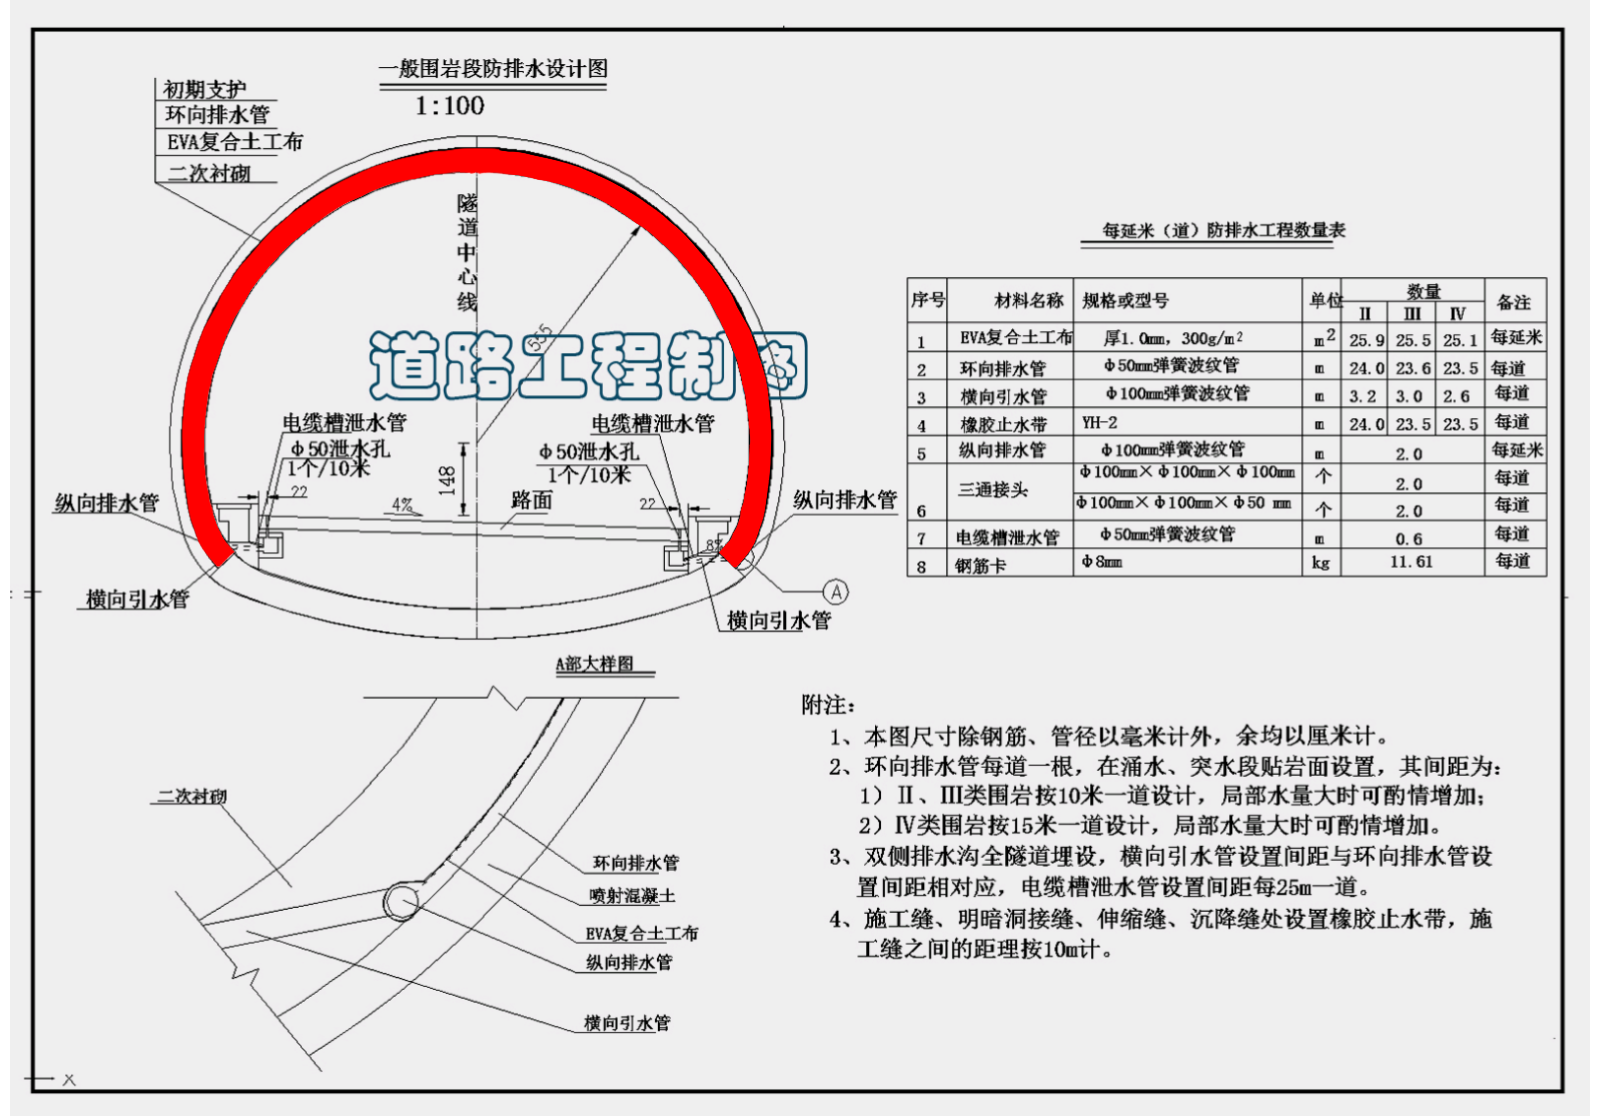 一般围岩段防排水设计图
1:100
初期支护
环向排水管
EVA复合土工布
二次衬砌
隧道中心线
555
道路工程制图
电缆槽泄水管
φ50泄水孔
1个/10米
22
纵向排水管
横向引水管
148
4%
路面
电缆槽泄水管
φ50泄水孔
1个/10米
22
8%
纵向排水管
A
横向引水管
每延米（道）防排水工程数量表
序号 材料名称 规格或型号 单位 数量 备注
Ⅱ Ⅲ Ⅳ
1 EVA复合土工布 厚1.0mm，300g/m2 m2 25.9 25.5 25.1 每延米
2 环向排水管 φ50mm弹簧波纹管 m 24.0 23.6 23.5 每道
3 横向引水管 φ100mm弹簧波纹管 m 3.2 3.0 2.6 每道
4 橡胶止水带 YH-2 m 24.0 23.5 23.5 每道
5 纵向排水管 φ100mm弹簧波纹管 m 2.0 每延米
6 三通接头 φ100mm×φ100mm×φ100mm 个 2.0 每道
φ100mm×φ100mm×φ50 mm 个 2.0 每道
7 电缆槽泄水管 φ50mm弹簧波纹管 m 0.6 每道
8 钢筋卡 φ8mm kg 11.61 每道
A部大样图
二次衬砌
环向排水管
喷射混凝土
EVA复合土工布
纵向排水管
横向引水管
附注：
1、本图尺寸除钢筋、管径以毫米计外，余均以厘米计。
2、环向排水管每道一根，在涌水、突水段贴岩面设置，其间距为：
1）Ⅱ、Ⅲ类围岩按10米一道设计，局部水量大时可酌情增加；
2）Ⅳ类围岩按15米一道设计，局部水量大时可酌情增加。
3、双侧排水沟全隧道埋设，横向引水管设置间距与环向排水管设
置间距相对应，电缆槽泄水管设置间距每25m一道。
4、施工缝、明暗洞接缝、伸缩缝、沉降缝处设置橡胶止水带，施
工缝之间的距理按10m计。
X